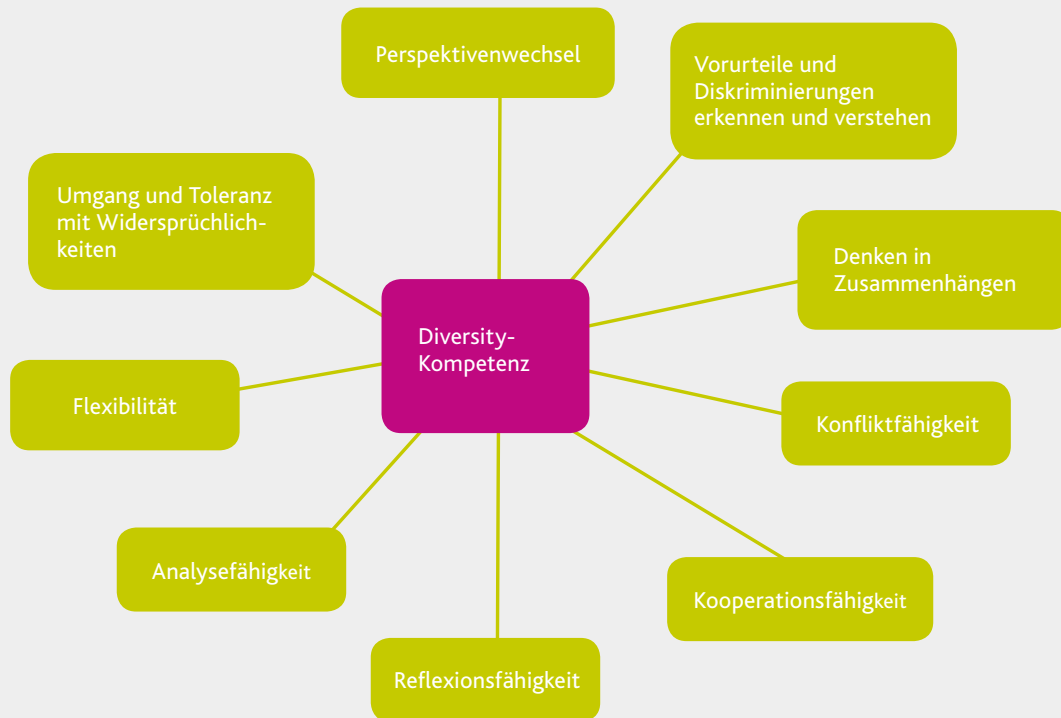 Perspektivenwechsel
Vorurteile und
Diskriminierungen
erkennen und verstehen
Umgang und Toleranz
mit Widersprüchlich-
keiten
Denken in
Zusammenhängen
Diversity-
Kompetenz
Flexibilität
Konfliktfähigkeit
Analysefähigkeit
Kooperationsfähigkeit
Reflexionsfähigkeit